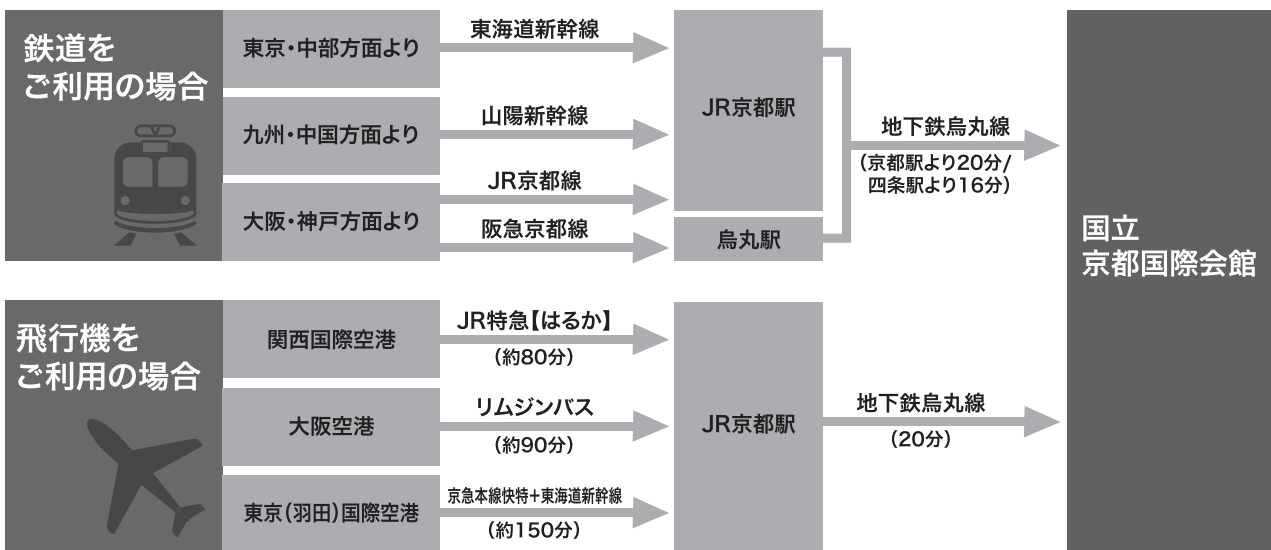 鉄道を
ご利用の場合
東京・中部方面より
東海道新幹線
九州・中国方面より
山陽新幹線
大阪・神戸方面より
JR京都線
阪急京都線
JR京都駅
烏丸駅
地下鉄烏丸線
（京都駅より20分/
四条駅より16分）
飛行機を
ご利用の場合
関西国際空港
JR特急【はるか】
（約80分）
大阪空港
リムジンバス
（約90分）
東京（羽田）国際空港
京急本線快特+東海道新幹線
（約150分）
JR京都駅
地下鉄烏丸線
（20分）
国立
京都国際会館